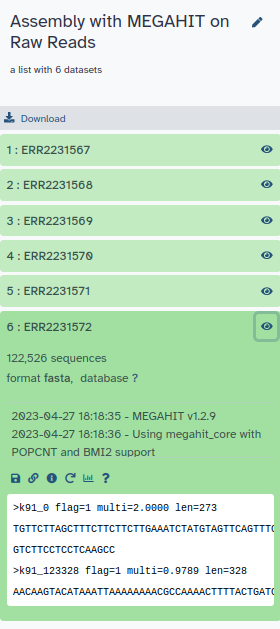 Assembly with MEGAHIT on
Raw Reads
a list with 6 datasets
Download
1 : ERR2231567
2 : ERR2231568
3 : ERR2231569
4 : ERR2231570
5 : ERR2231571
6 : ERR2231572
122,526 sequences
format fasta, database ?
2023-04-27 18:18:35 - MEGAHIT v1.2.9
2023-04-27 18:18:36 - Using megahit_core with
POPCNT and BMI2 support
>k91_0 flag=1 multi=2.0000 len=273
TGTTCTTAGCTTTCTTCTTCTTGAAATCTATGTAGTTCAGTTTC
GTCTTCCTCCTCAAGCC
>k91_123328 flag=1 multi=0.9789 len=328
AACAAGTACATAAATTAAAAAAAACGCCAAAACTTTTACTGATC